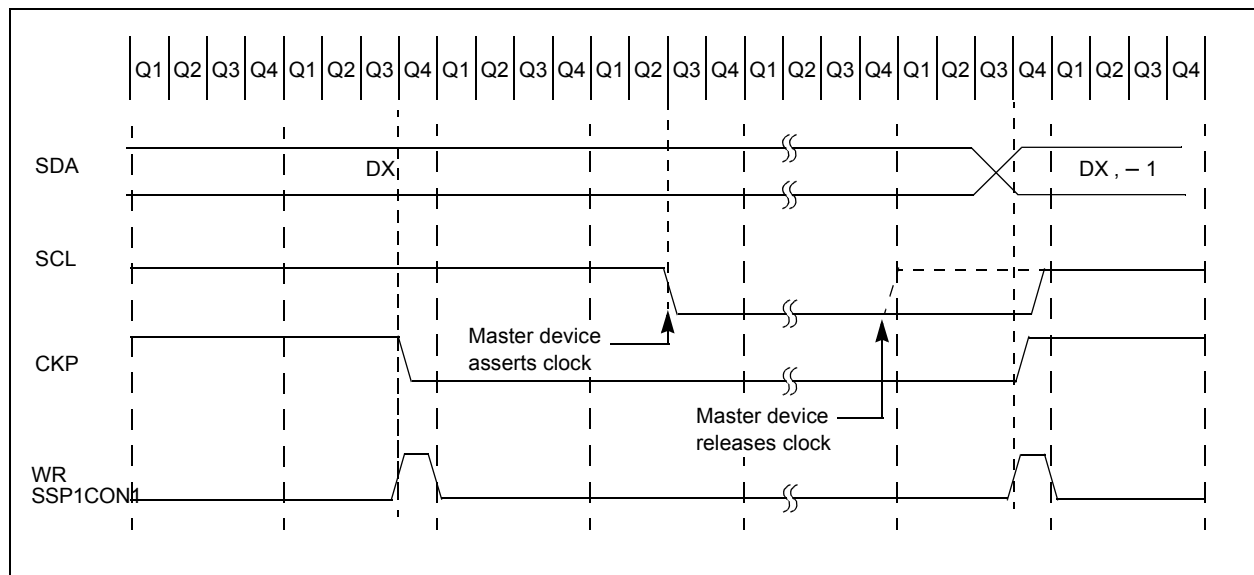 Q1 Q2 Q3 Q4 Q1 Q2 Q3 Q4 Q1 Q2 Q3 Q4 Q1 Q2 Q3 Q4 Q1 Q2 Q3 Q4 Q1 Q2 Q3 Q4 Q1 Q2 Q3 Q4
SDA
DX
DX , – 1
SCL
Master device
asserts clock
CKP
Master device
releases clock
WR
SSP1CON1